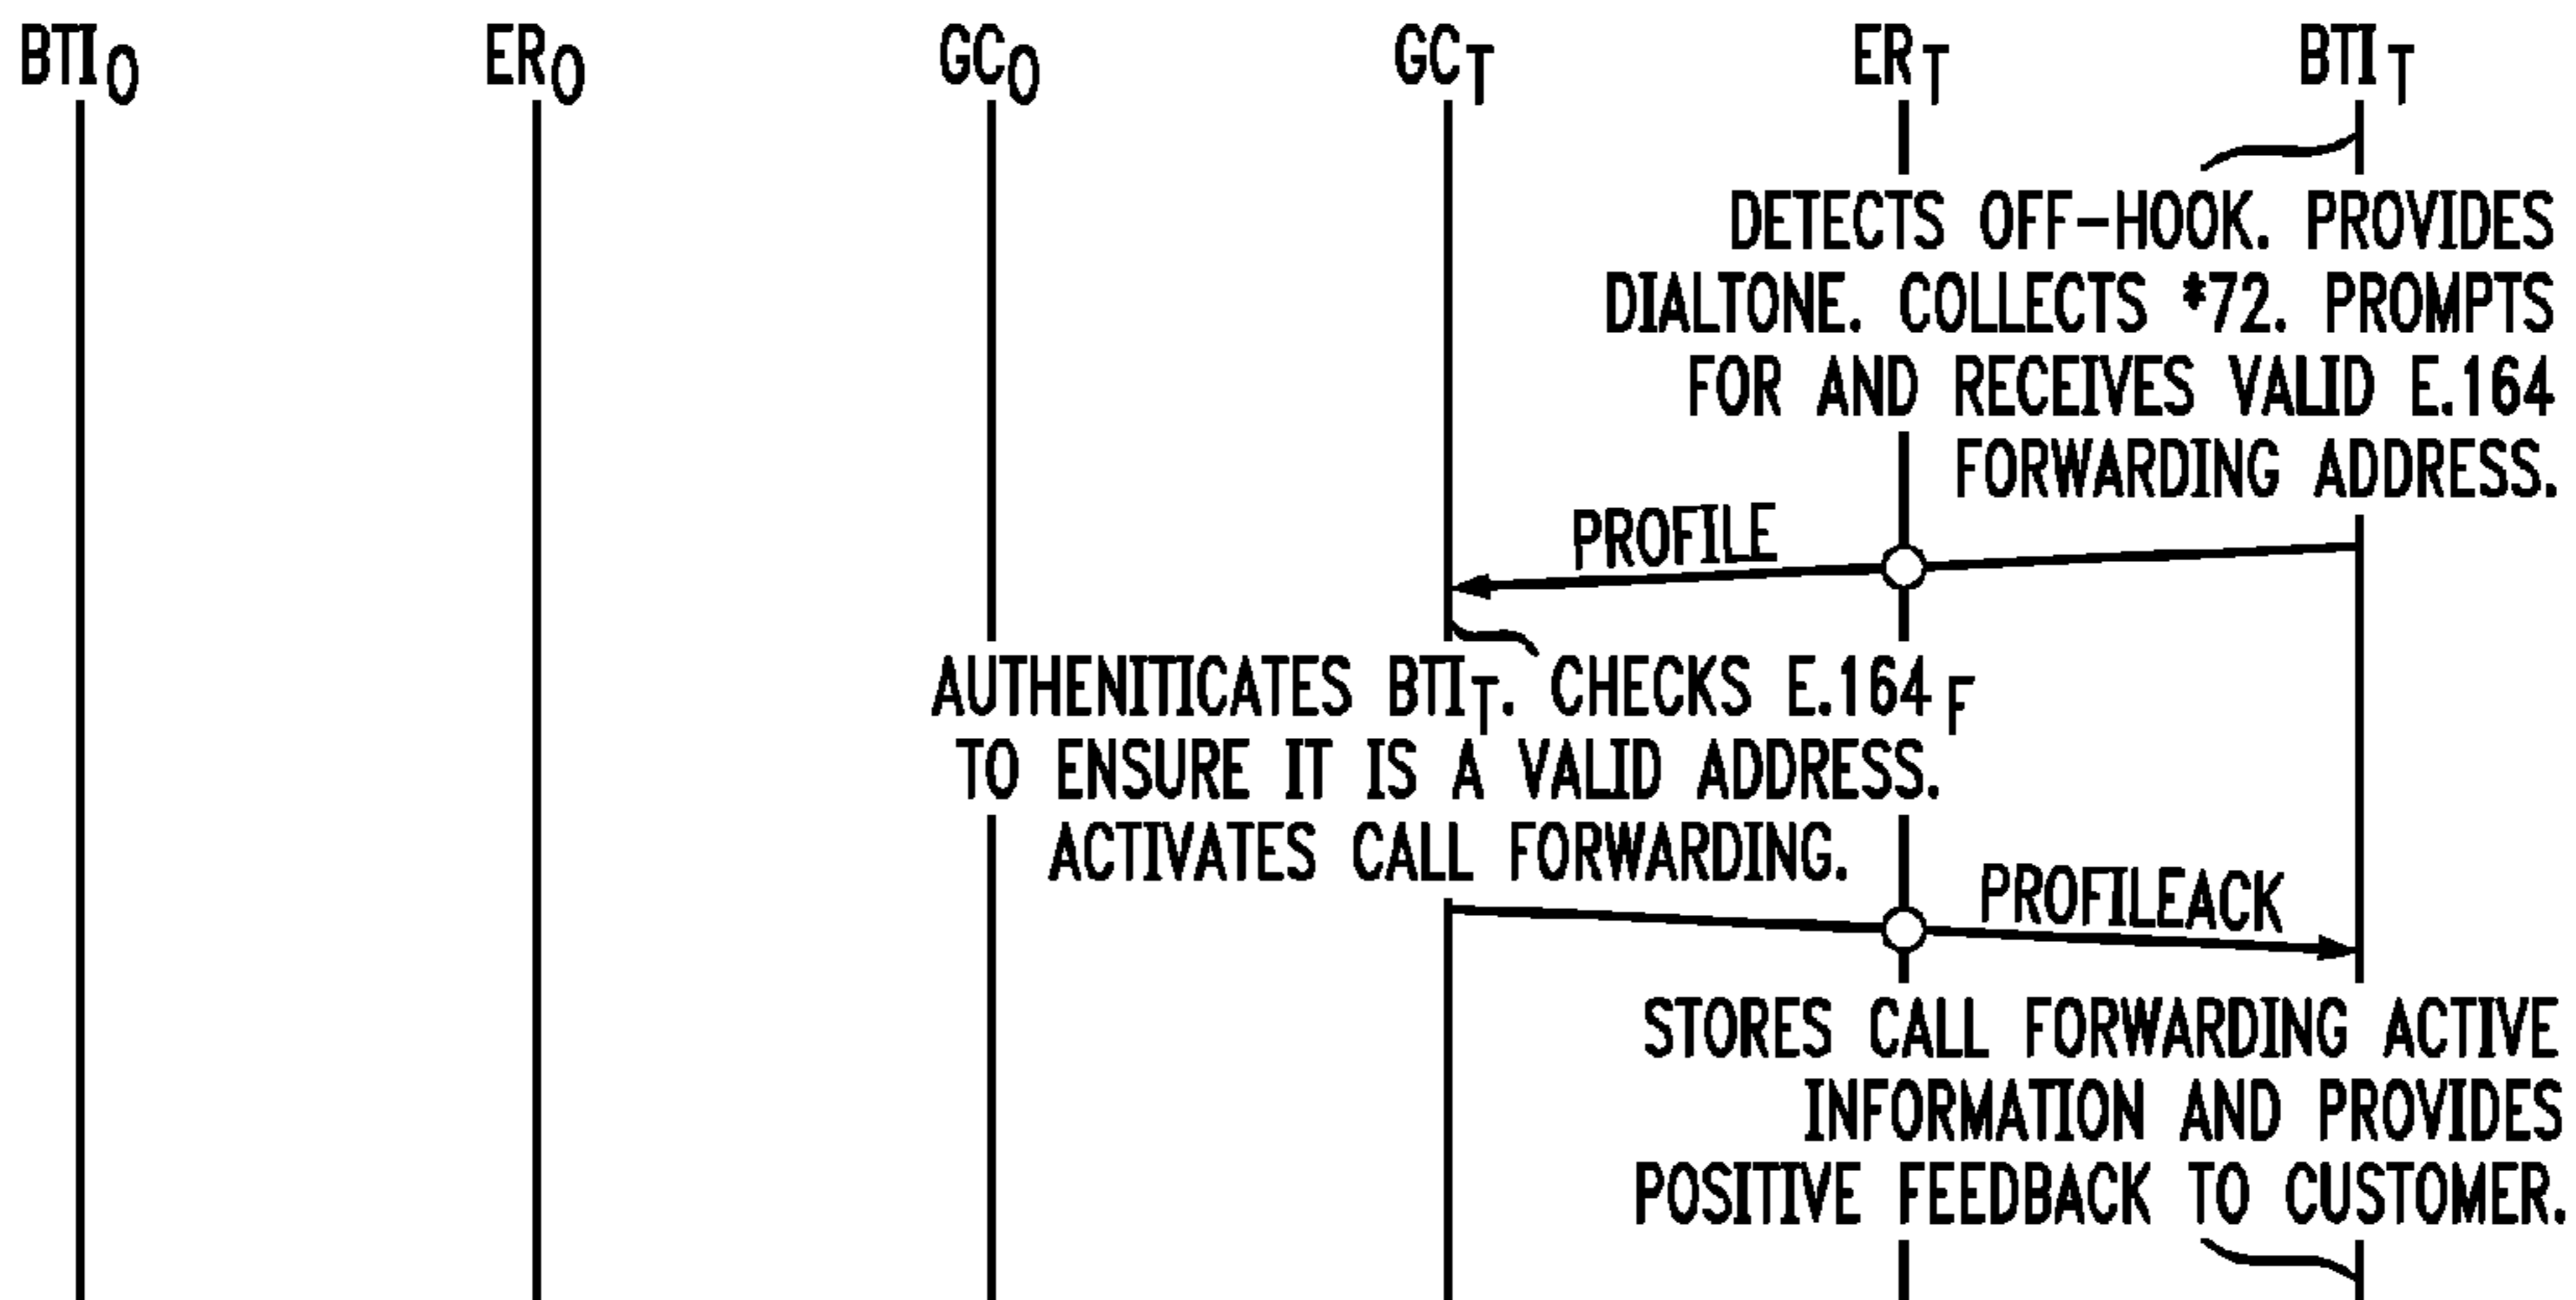 BTIO ERO GCO GCT ERT BTIT
DETECTS OFF-HOOK. PROVIDES
DIALTONE. COLLECTS *72. PROMPTS
FOR AND RECEIVES VALID E.164
FORWARDING ADDRESS.
PROFILE
AUTHENITICATES BTIT. CHECKS E.164F
TO ENSURE IT IS A VALID ADDRESS.
ACTIVATES CALL FORWARDING.
PROFILEACK
STORES CALL FORWARDING ACTIVE
INFORMATION AND PROVIDES
POSITIVE FEEDBACK TO CUSTOMER.